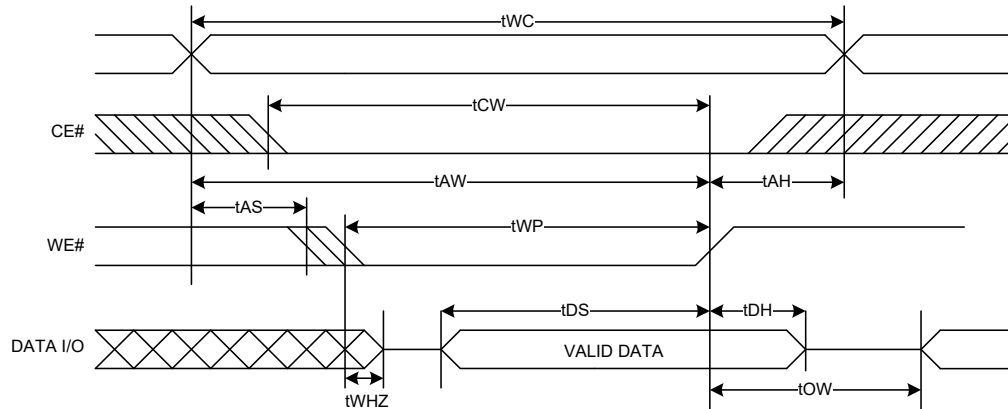 tWC
tCW
CE#
tAW
tAH
tAS
tWP
WE#
tDS
tDH
DATA I/O
VALID DATA
tWHZ
tOW